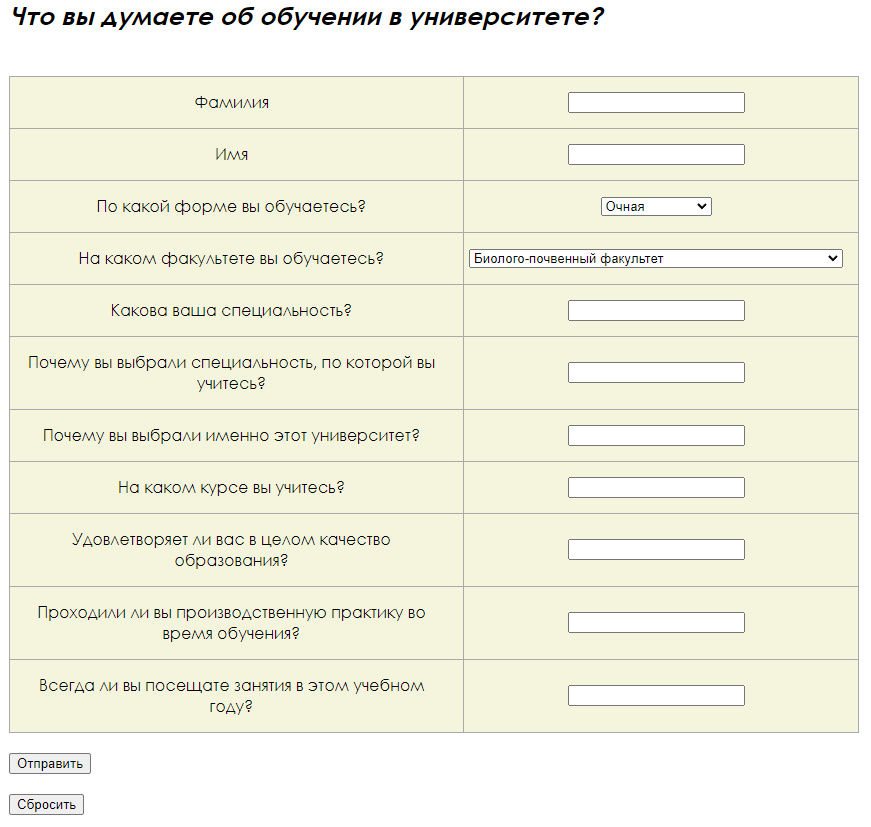 Что вы думаете об обучении в университете?
Фамилия
Имя
По какой форме вы обучаетесь?
Очная
На каком факультете вы обучаетесь?
Биолого-почвенный факультет
Какова ваша специальность?
Почему вы выбрали специальность, по которой вы
учитесь?
Почему вы выбрали именно этот университет?
На каком курсе вы учитесь?
Удовлетворяет ли вас в целом качество
образования?
Проходили ли вы производственную практику во
время обучения?
Всегда ли вы посещате занятия в этом учебном
году?
Отправить
Сбросить